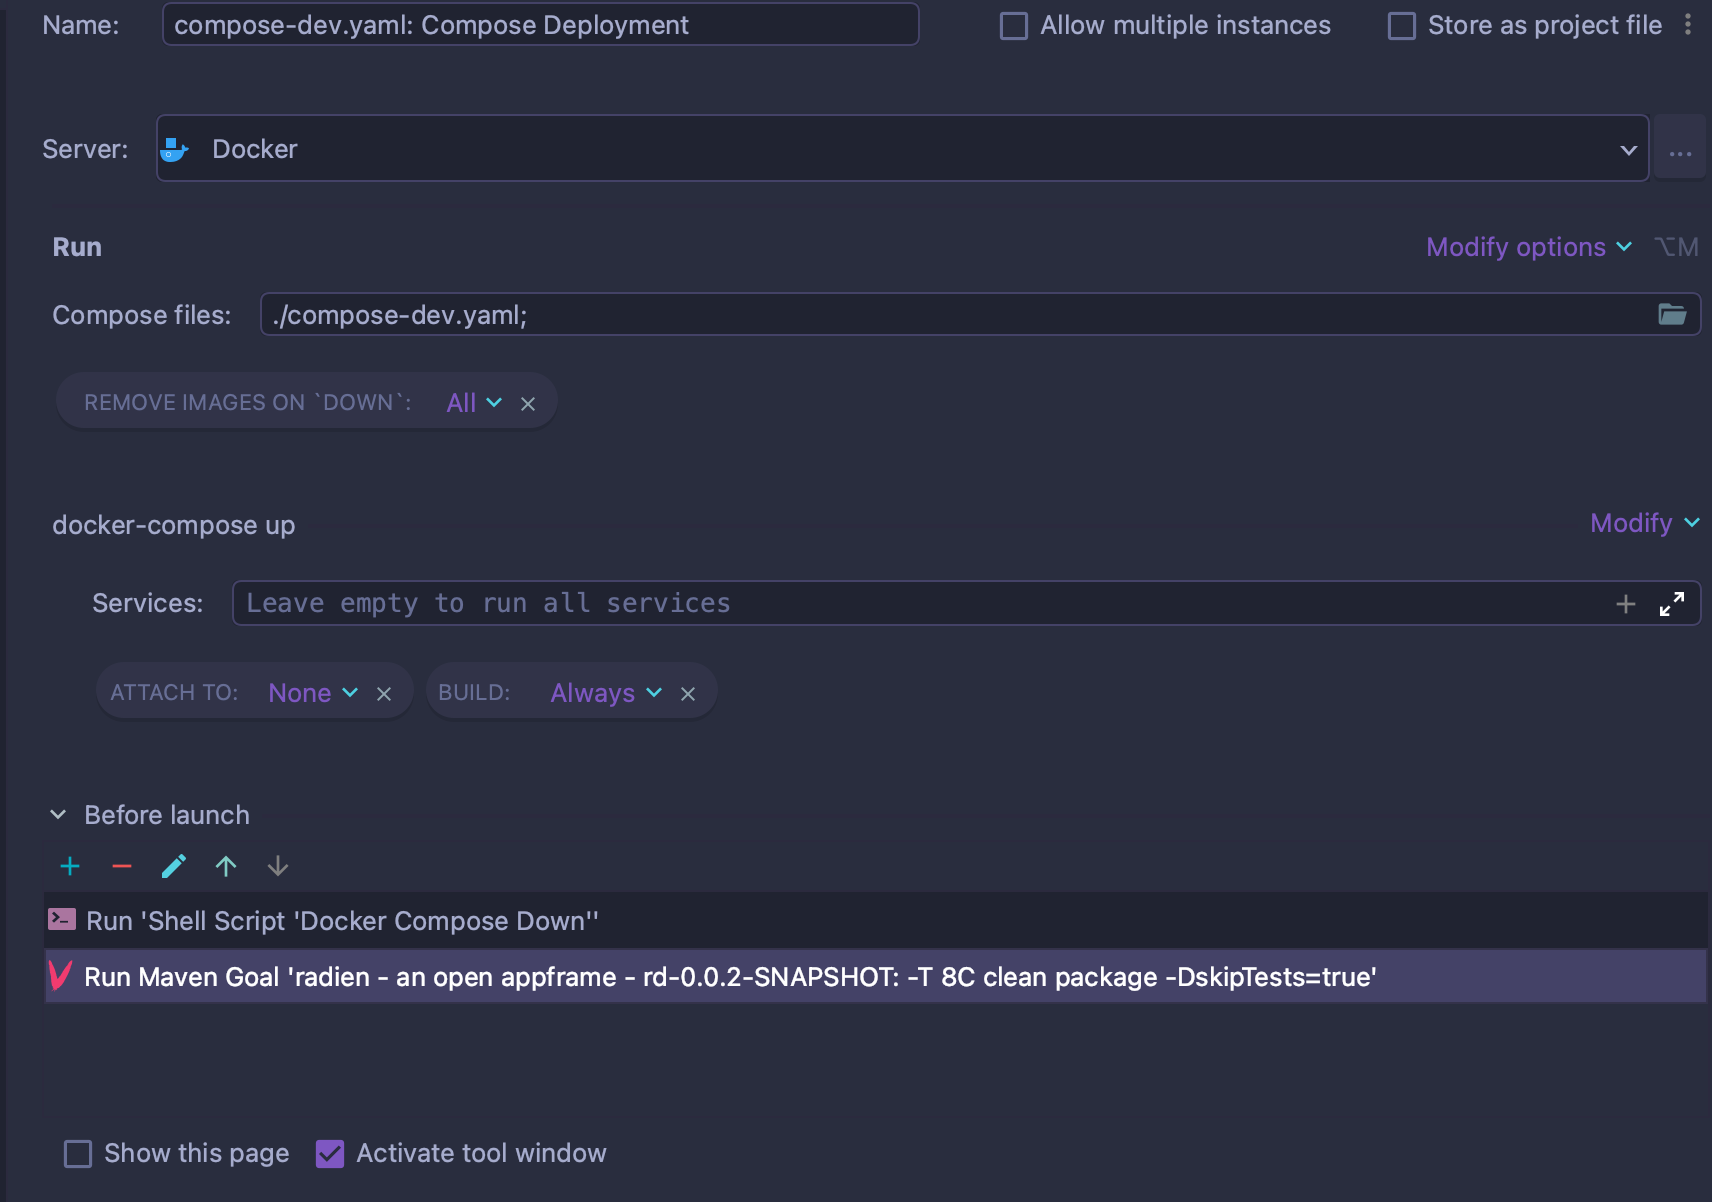 Name: compose-dev.yaml: Compose Deployment Allow multiple instances Store as project file
Server: Docker ...
Run Modify options ⌥M
Compose files: ./compose-dev.yaml;
REMOVE IMAGES ON `DOWN`: All
docker-compose up Modify
Services: Leave empty to run all services
ATTACH TO: None BUILD: Always
Before launch
Run 'Shell Script 'Docker Compose Down''
Run Maven Goal 'radien - an open appframe - rd-0.0.2-SNAPSHOT: -T 8C clean package -DskipTests=true'
Show this page Activate tool window